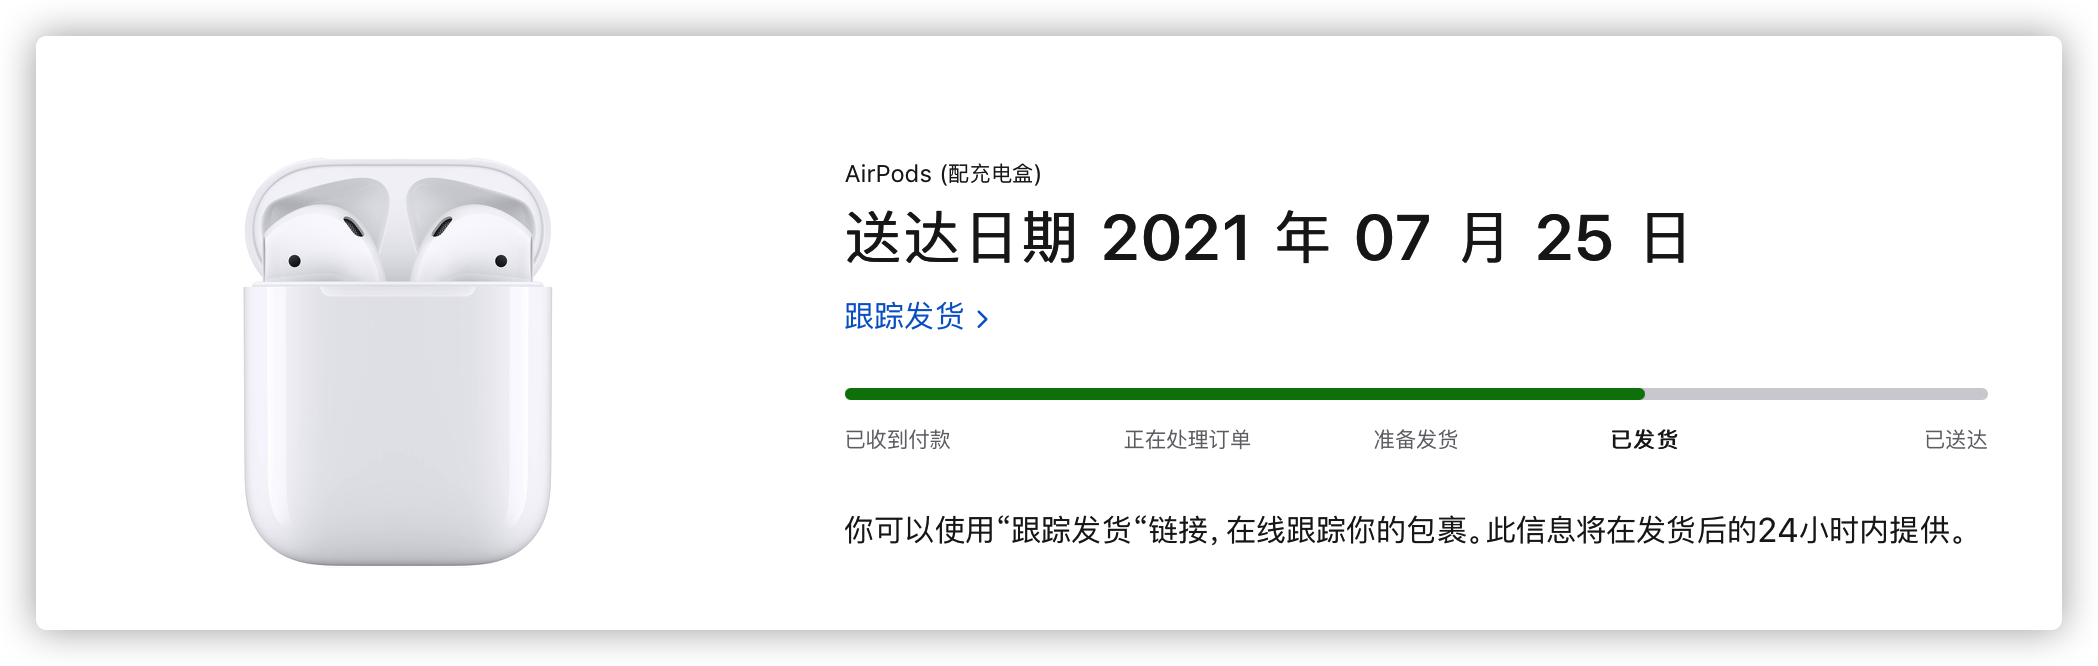 AirPods (配充电盒)
送达日期 2021 年 07 月 25 日
跟踪发货 >
已收到付款 正在处理订单 准备发货 已发货 已送达
你可以使用“跟踪发货“链接，在线跟踪你的包裹。此信息将在发货后的24小时内提供。